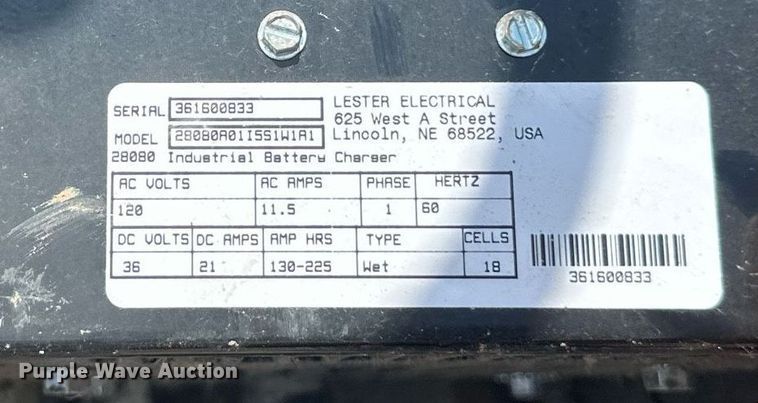 SERIAL 361600833
LESTER ELECTRICAL
625 West A Street
MODEL 28080A01I5S1W1A1
Lincoln, NE 68522, USA
28080 Industrial Battery Charger
AC VOLTS AC AMPS PHASE HERTZ
120 11.5 1 60
DC VOLTS DC AMPS AMP HRS TYPE CELLS
36 21 130-225 Wet 18
361600833
Purple Wave Auction